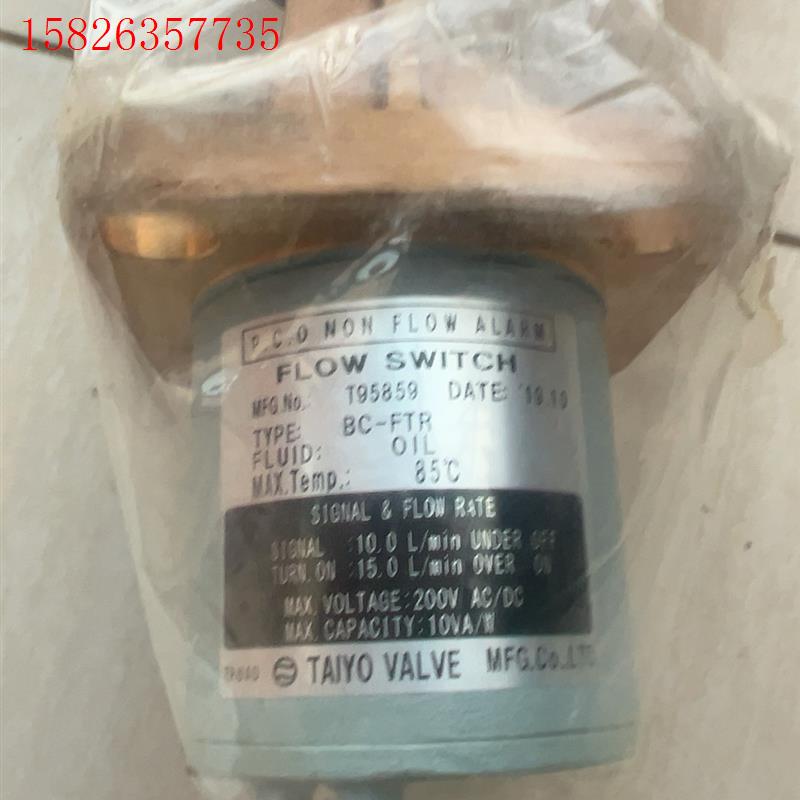 15826357735
P.C.O NON FLOW ALARM
FLOW SWITCH
MFG.No.: T95859 DATE: '19.10
TYPE: BC-FTR
FLUID: OIL
MAX.Temp.: 85℃
SIGNAL & FLOW RATE
SIGNAL :10.0 L/min UNDER OFF
TURN.ON :15.0 L/min OVER ON
MAX. VOLTAGE:200V AC/DC
MAX. CAPACITY:10VA/W
TAIYO VALVE MFG.Co.,LTD